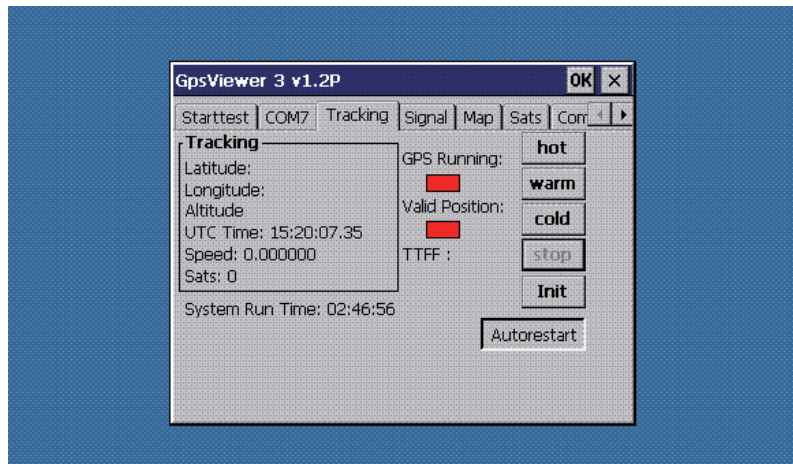 GpsViewer 3 v1.2P OK ×
Starttest COM7 Tracking Signal Map Sats
Tracking
Latitude:
Longitude:
Altitude
UTC Time: 15:20:07.35
Speed: 0.000000
Sats: 0
System Run Time: 02:46:56
GPS Running:
Valid Position:
TTFF :
hot
warm
cold
stop
Init
Autorestart